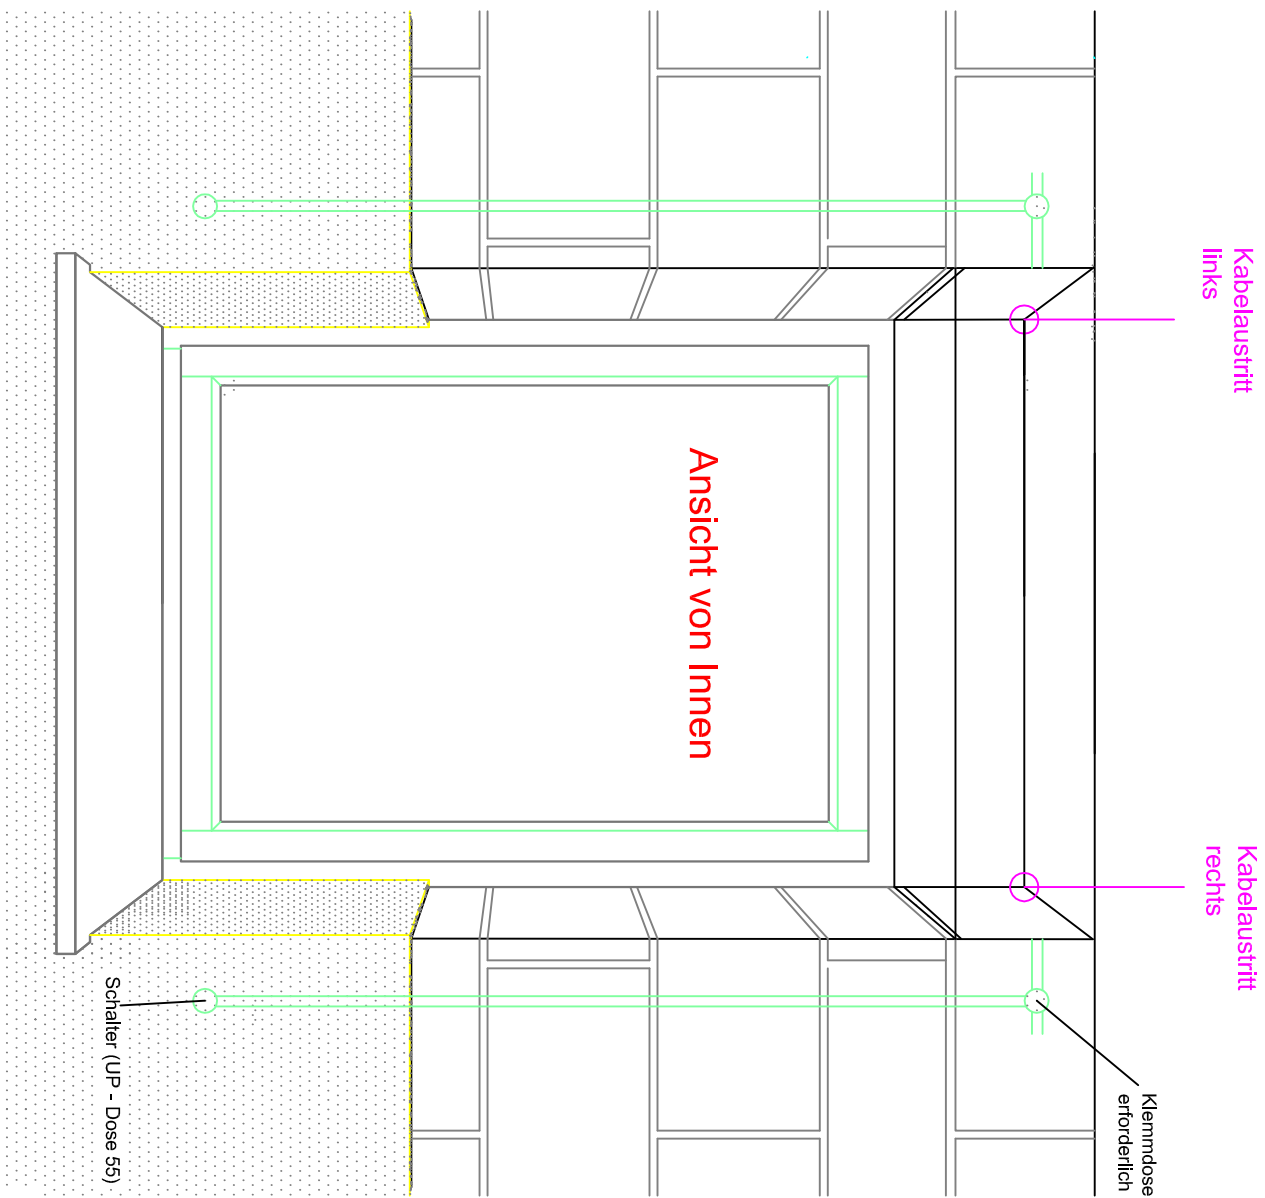 Kabelaustritt
links
Kabelaustritt
rechts
Klemmdose
erforderlich
Ansicht von Innen
Schalter (UP - Dose 55)